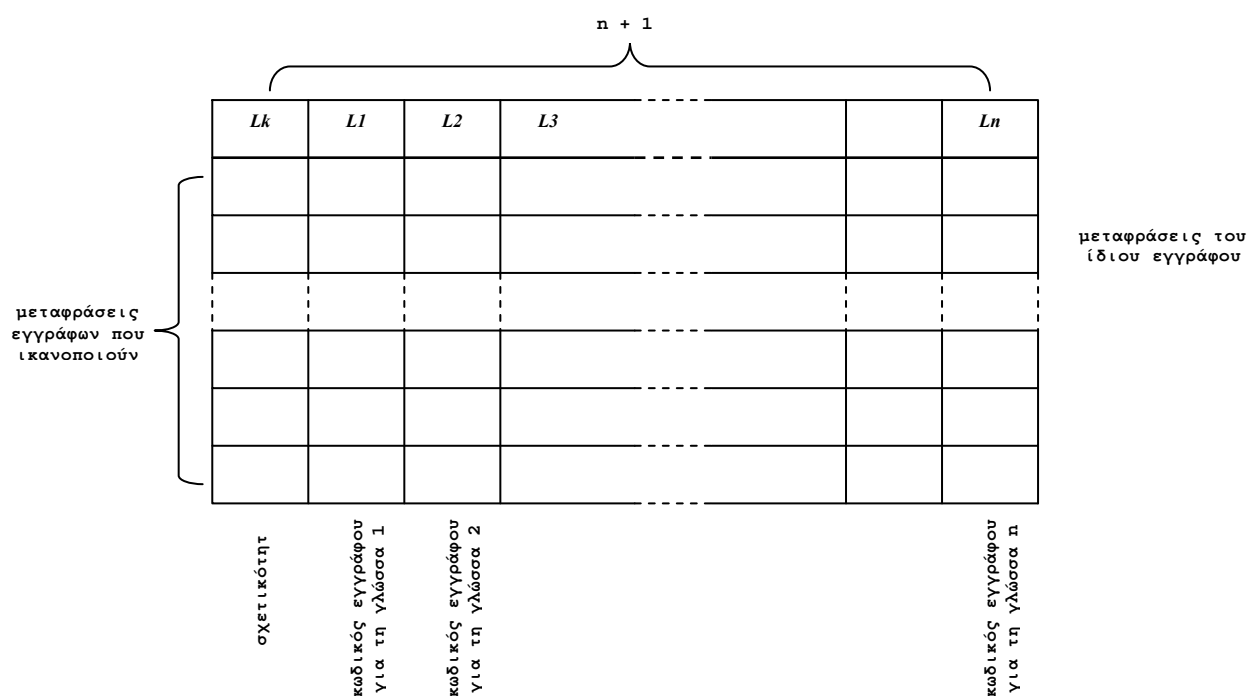 n + 1
Lk L1 L2 L3 Ln
μεταφράσεις του
ίδιου εγγράφου
μεταφράσεις
εγγράφων που
ικανοποιούν
σχετικότητ
κωδικός εγγράφου
για τη γλώσσα 1
κωδικός εγγράφου
για τη γλώσσα 2
κωδικός εγγράφου
για τη γλώσσα n